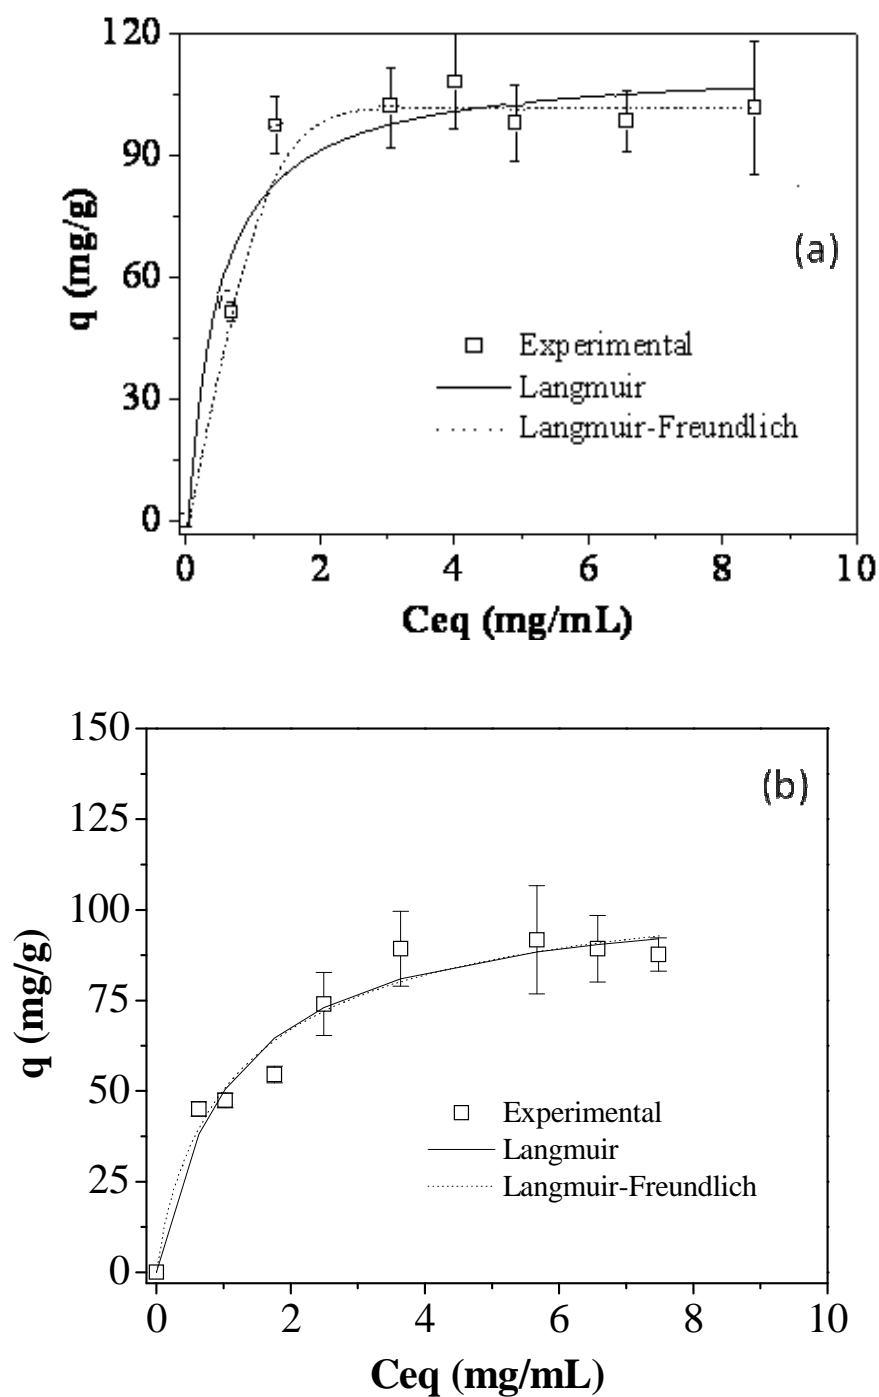 120
90
60
30
0
q (mg/g)
(a)
Experimental
Langmuir
Langmuir-Freundlich
0 2 4 6 8 10
Ceq (mg/mL)
150
125
100
75
50
25
0
q (mg/g)
(b)
Experimental
Langmuir
Langmuir-Freundlich
0 2 4 6 8 10
Ceq (mg/mL)